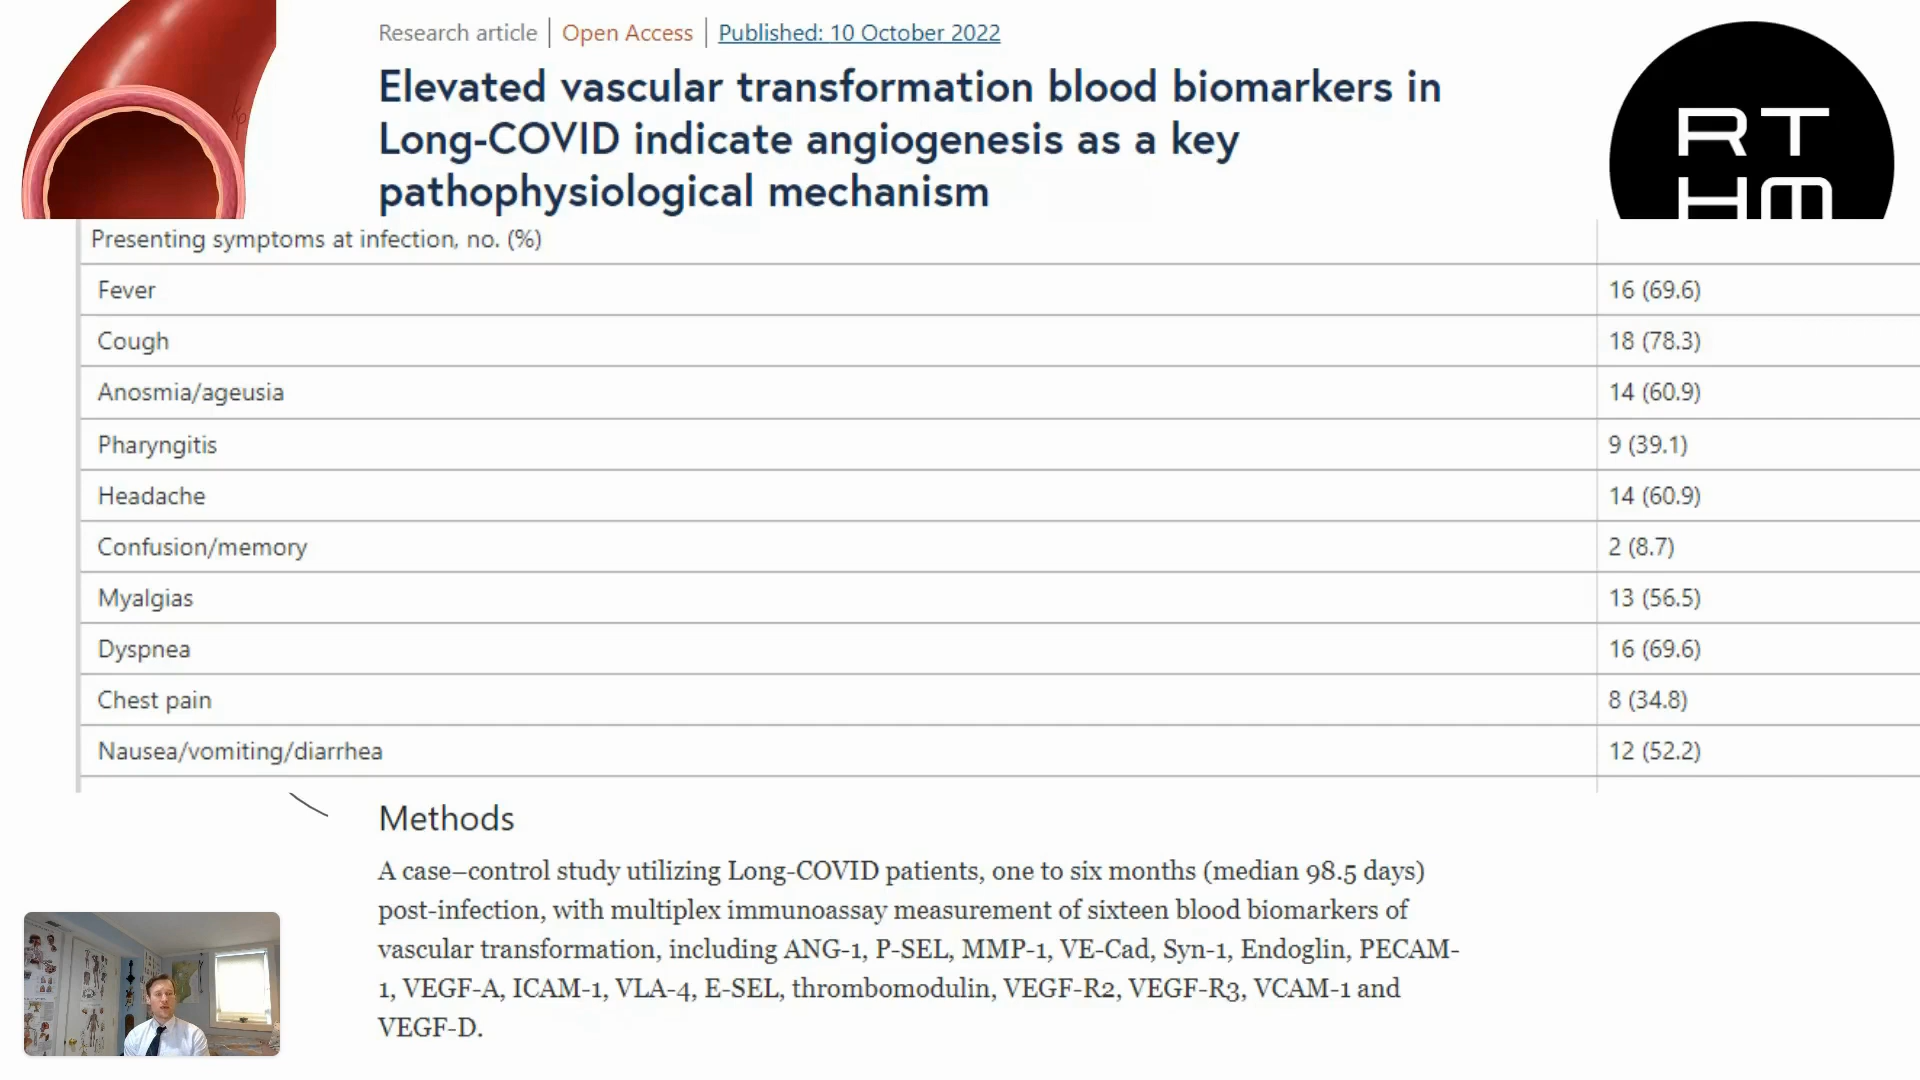 Research article | Open Access | Published: 10 October 2022
Elevated vascular transformation blood biomarkers in
Long-COVID indicate angiogenesis as a key
pathophysiological mechanism
RT
HM
Presenting symptoms at infection, no. (%)
Fever 16 (69.6)
Cough 18 (78.3)
Anosmia/ageusia 14 (60.9)
Pharyngitis 9 (39.1)
Headache 14 (60.9)
Confusion/memory 2 (8.7)
Myalgias 13 (56.5)
Dyspnea 16 (69.6)
Chest pain 8 (34.8)
Nausea/vomiting/diarrhea 12 (52.2)
Methods
A case–control study utilizing Long-COVID patients, one to six months (median 98.5 days)
post-infection, with multiplex immunoassay measurement of sixteen blood biomarkers of
vascular transformation, including ANG-1, P-SEL, MMP-1, VE-Cad, Syn-1, Endoglin, PECAM-
1, VEGF-A, ICAM-1, VLA-4, E-SEL, thrombomodulin, VEGF-R2, VEGF-R3, VCAM-1 and
VEGF-D.